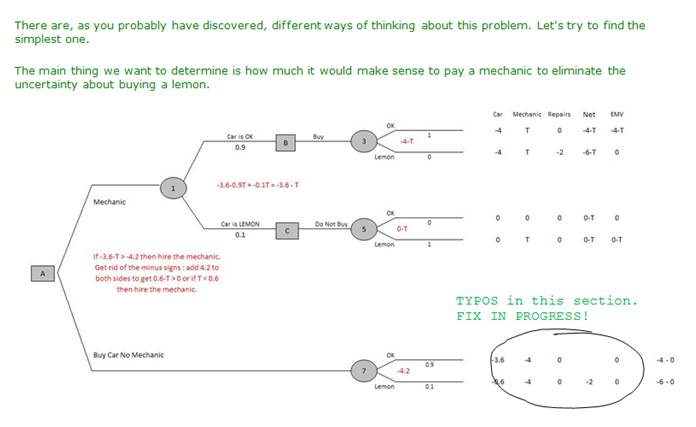 There are, as you probably have discovered, different ways of thinking about this problem. Let's try to find the
simplest one.
The main thing we want to determine is how much it would make sense to pay a mechanic to eliminate the
uncertainty about buying a lemon.
Car Mechanic Repairs Net EMV
OK
1
-4 T 0 -4-T -4-T
Car is OK
0.9
B
Buy
3
-4-T
Lemon
0
-4 T -2 -6-T 0
1
-3.6-0.9T + -0.1T = -3.6 - T
Mechanic
OK
0
0 0 0 0-T 0
Car is LEMON
0.1
C
Do Not Buy
5
0-T
Lemon
1
0 T 0 0-T 0-T
A
If -3.6-T > -4.2 then hire the mechanic.
Get rid of the minus signs : add 4.2 to
both sides to get 0.6-T > 0 or if T < 0.6
then hire the mechanic.
TYPOS in this section.
FIX IN PROGRESS!
Buy Car No Mechanic
OK
0.9
-3.6 -4 0 0 -4 - 0
7
-4.2
Lemon
0.1
-0.6 -4 0 -2 0 -6 - 0